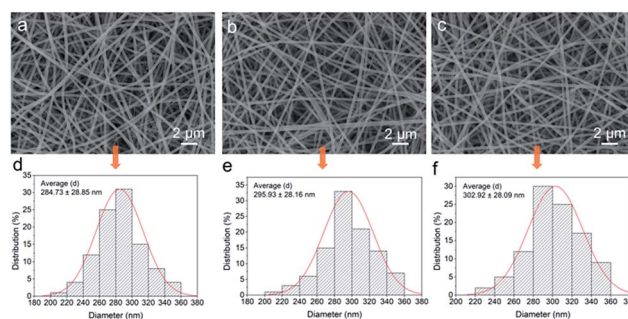 a
b
c
2 μm
2 μm
2 μm
d
e
f
Average (d)
284.73 ± 28.85 nm
Average (d)
295.93 ± 28.16 nm
Average (d)
302.92 ± 28.09 nm
Distribution (%)
35
30
25
20
15
10
5
0
180 200 220 240 260 280 300 320 340 360 380
Diameter (nm)
Distribution (%)
35
30
25
20
15
10
5
0
180 200 220 240 260 280 300 320 340 360 380
Diameter (nm)
Distribution (%)
30
20
10
0
200 220 240 260 280 300 320 340 360 380 400
Diameter (nm)